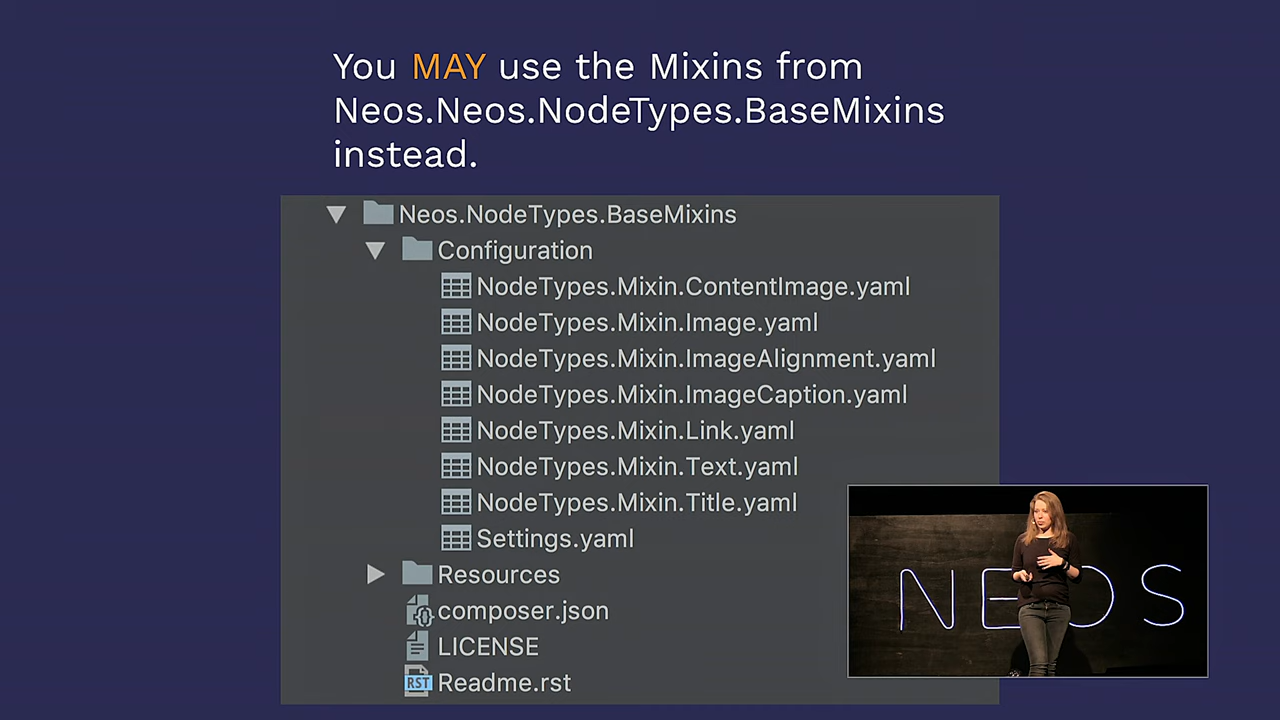 You MAY use the Mixins from
Neos.Neos.NodeTypes.BaseMixins
instead.
Neos.NodeTypes.BaseMixins
Configuration
NodeTypes.Mixin.ContentImage.yaml
NodeTypes.Mixin.Image.yaml
NodeTypes.Mixin.ImageAlignment.yaml
NodeTypes.Mixin.ImageCaption.yaml
NodeTypes.Mixin.Link.yaml
NodeTypes.Mixin.Text.yaml
NodeTypes.Mixin.Title.yaml
Settings.yaml
Resources
composer.json
LICENSE
RST Readme.rst
NEOS